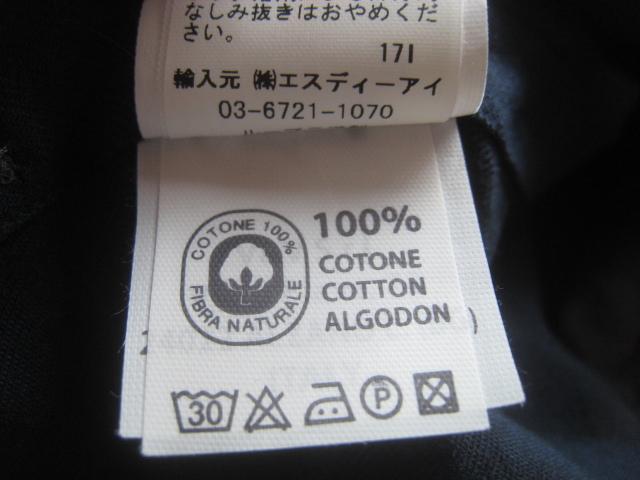 なしみ抜きはおやめくだ
さい。
17I
輸入元 ㈱エスディーアイ
03-6721-1070
COTONE 100%
FIBRA NATURALE
100%
COTONE
COTTON
ALGODON
30
P